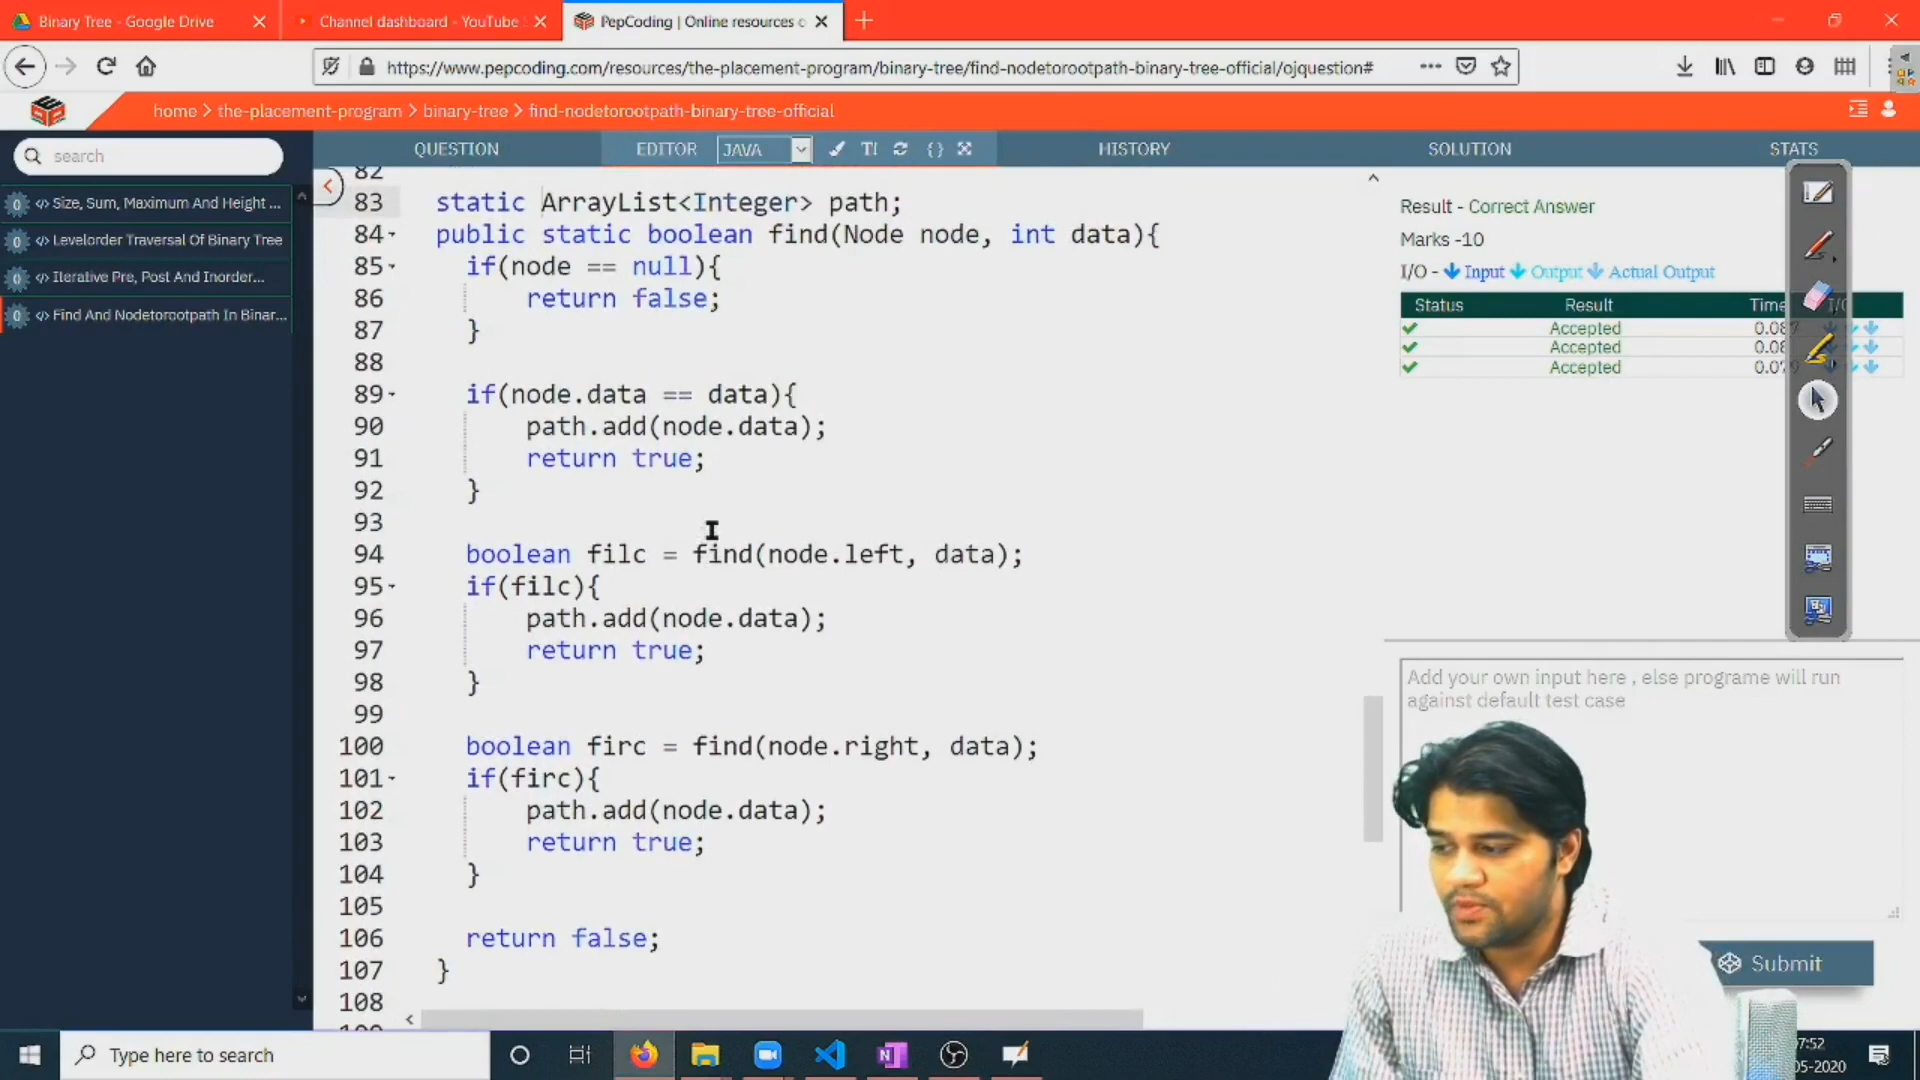 Binary Tree - Google Drive
Channel dashboard - YouTube
PepCoding | Online resources
https://www.pepcoding.com/resources/the-placement-program/binary-tree/find-nodetorootpath-binary-tree-official/ojquestion#
home > the-placement-program > binary-tree > find-nodetorootpath-binary-tree-official
search
QUESTION
EDITOR
JAVA
HISTORY
SOLUTION
STATS
Size, Sum, Maximum And Height ...
Levelorder Traversal Of Binary Tree
Iterative Pre, Post And Inorder...
Find And Nodetorootpath In Binar...
82
83 static ArrayList<Integer> path;
84 public static boolean find(Node node, int data){
85 if(node == null){
86 return false;
87 }
88
89 if(node.data == data){
90 path.add(node.data);
91 return true;
92 }
93
94 boolean filc = find(node.left, data);
95 if(filc){
96 path.add(node.data);
97 return true;
98 }
99
100 boolean firc = find(node.right, data);
101 if(firc){
102 path.add(node.data);
103 return true;
104 }
105
106 return false;
107 }
108
Result - Correct Answer
Marks -10
I/O - Input Output Actual Output
Status Result Time
Accepted
Accepted
Accepted
Add your own input here , else programe will run
against default test case
Submit
Type here to search